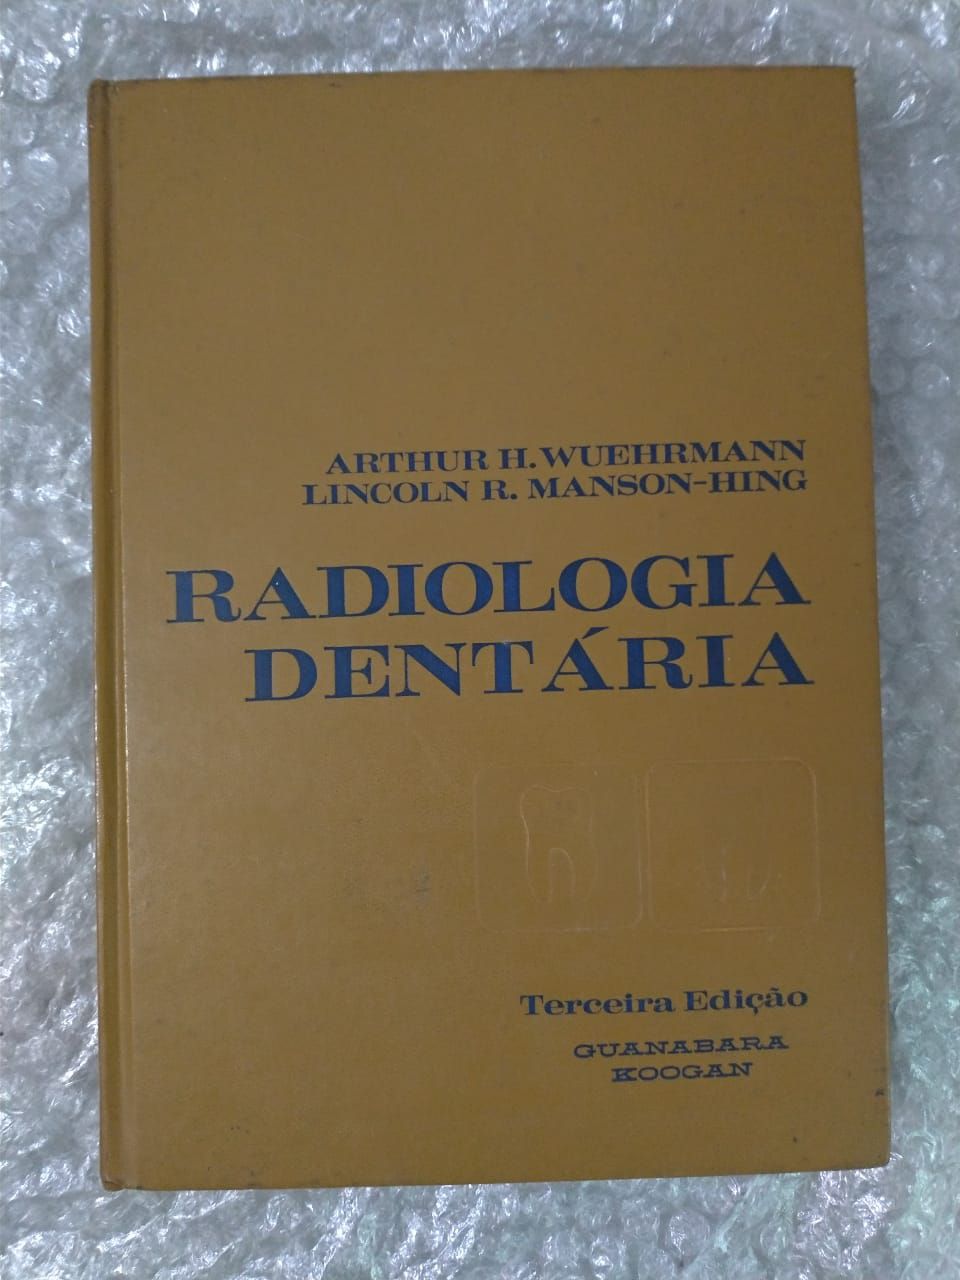 ARTHUR H. WUEHRMANN
LINCOLN R. MANSON-HING
RADIOLOGIA
DENTÁRIA
Terceira Edição
GUANABARA
KOOGAN